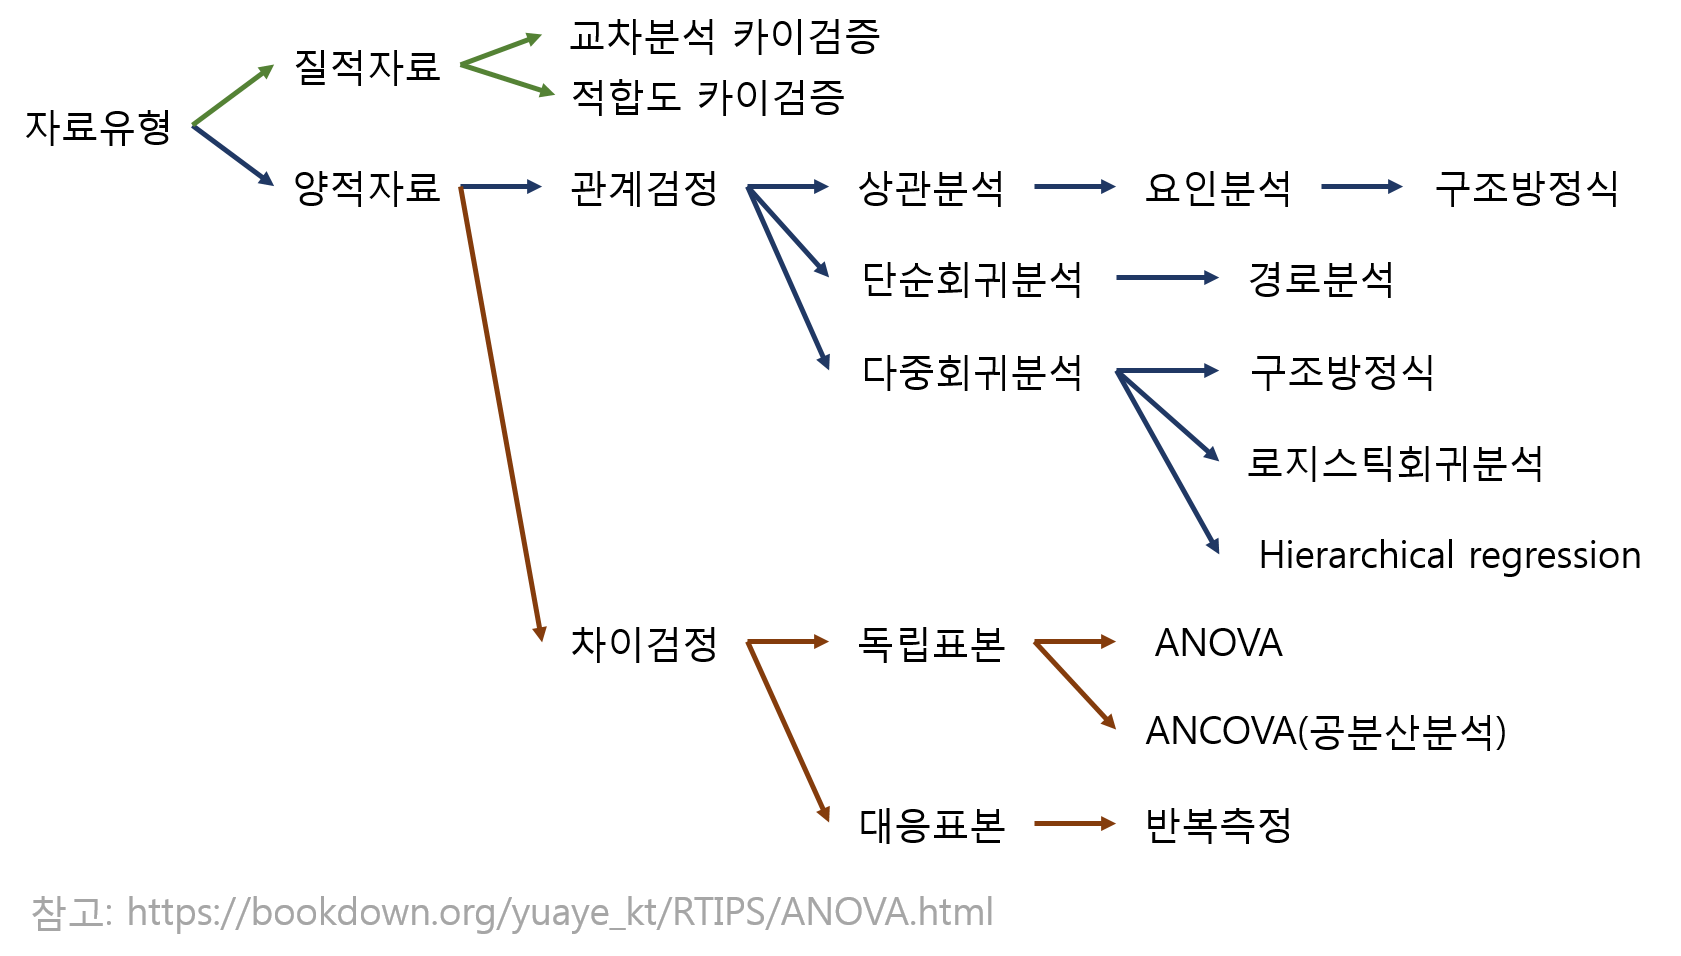 교차분석 카이검증
질적자료
적합도 카이검증
자료유형
양적자료 관계검정 상관분석 요인분석 구조방정식
단순회귀분석 경로분석
다중회귀분석 구조방정식
로지스틱회귀분석
Hierarchical regression
차이검정 독립표본 ANOVA
ANCOVA(공분산분석)
대응표본 반복측정
참고: https://bookdown.org/yuaye_kt/RTIPS/ANOVA.html